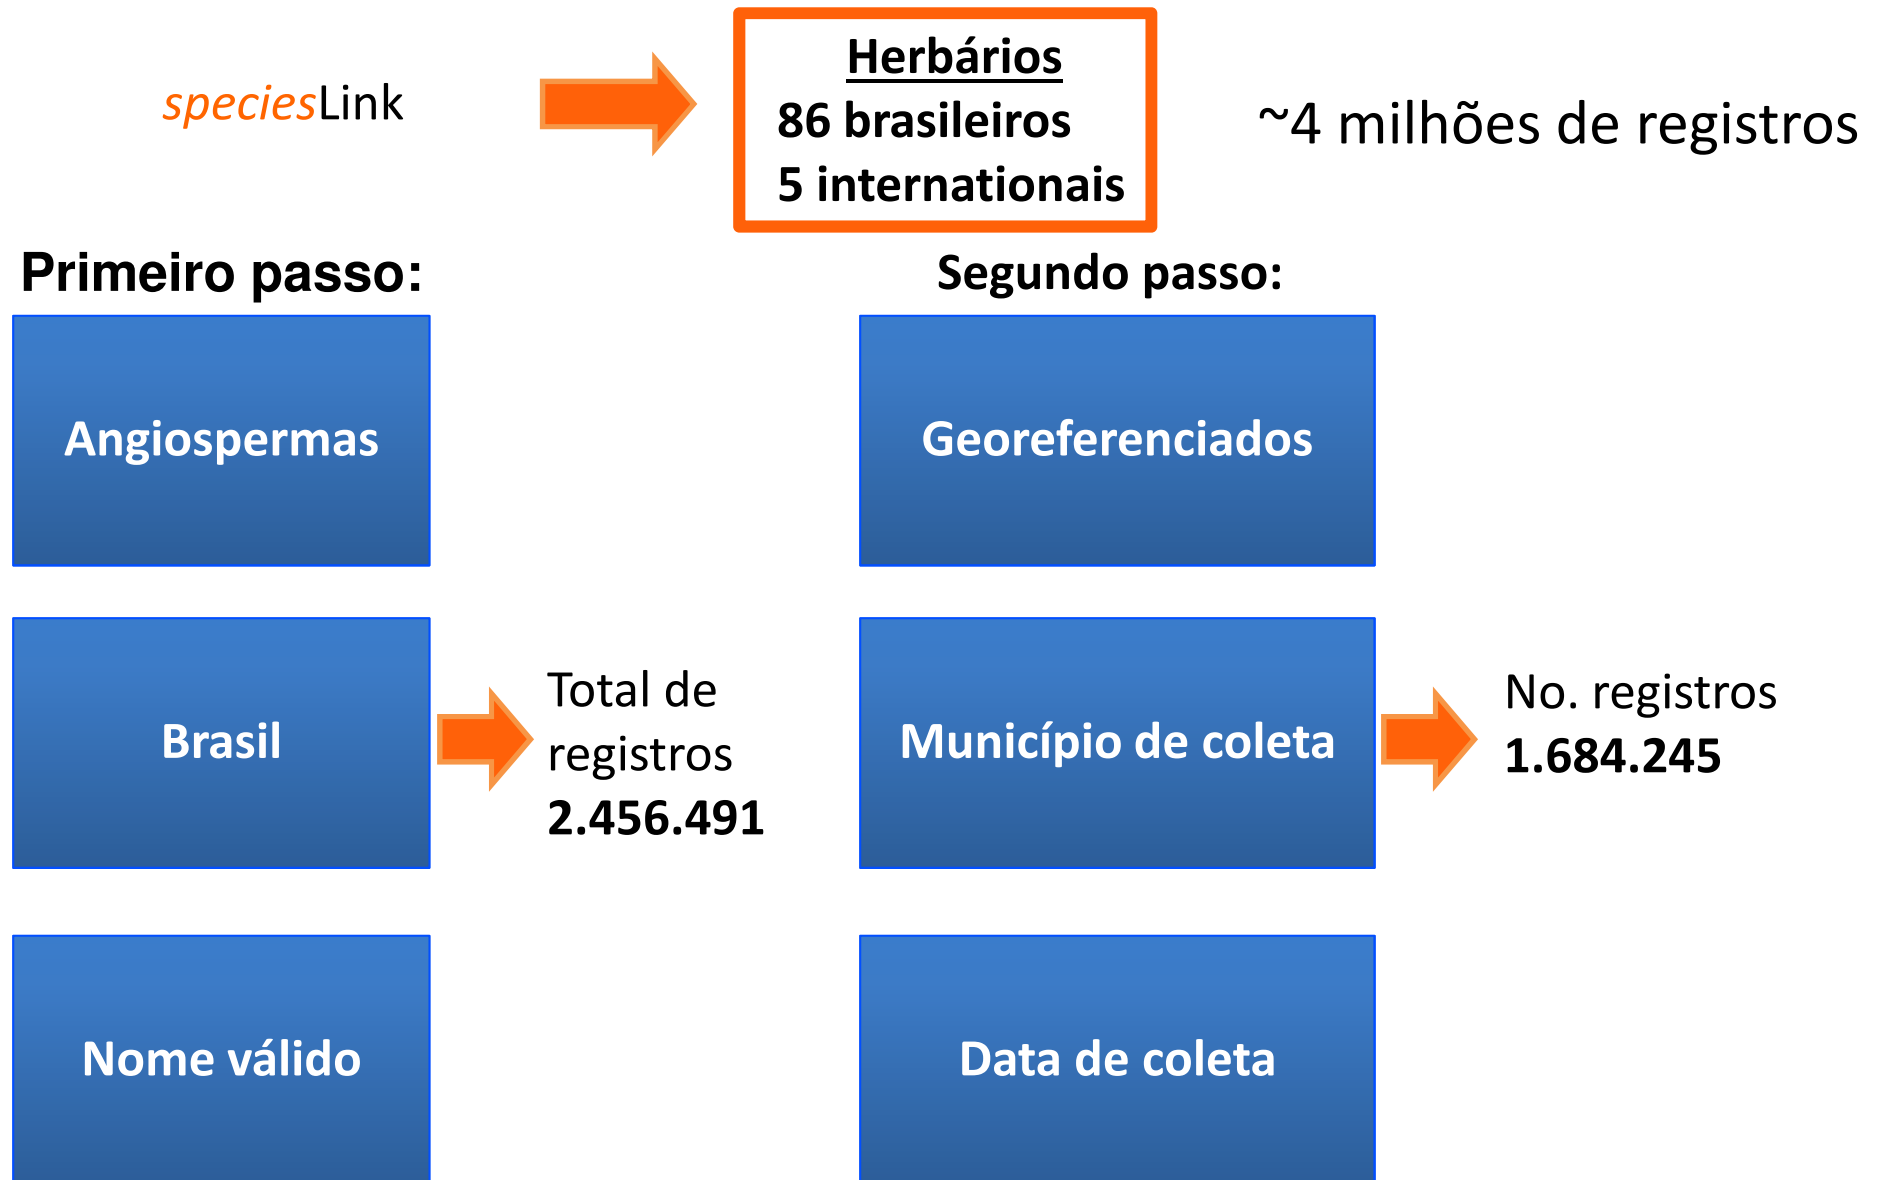 speciesLink
Herbários
86 brasileiros
5 internationais
~4 milhões de registros
Primeiro passo:
Segundo passo:
Angiospermas
Georeferenciados
Brasil
Total de
registros
2.456.491
Município de coleta
No. registros
1.684.245
Nome válido
Data de coleta